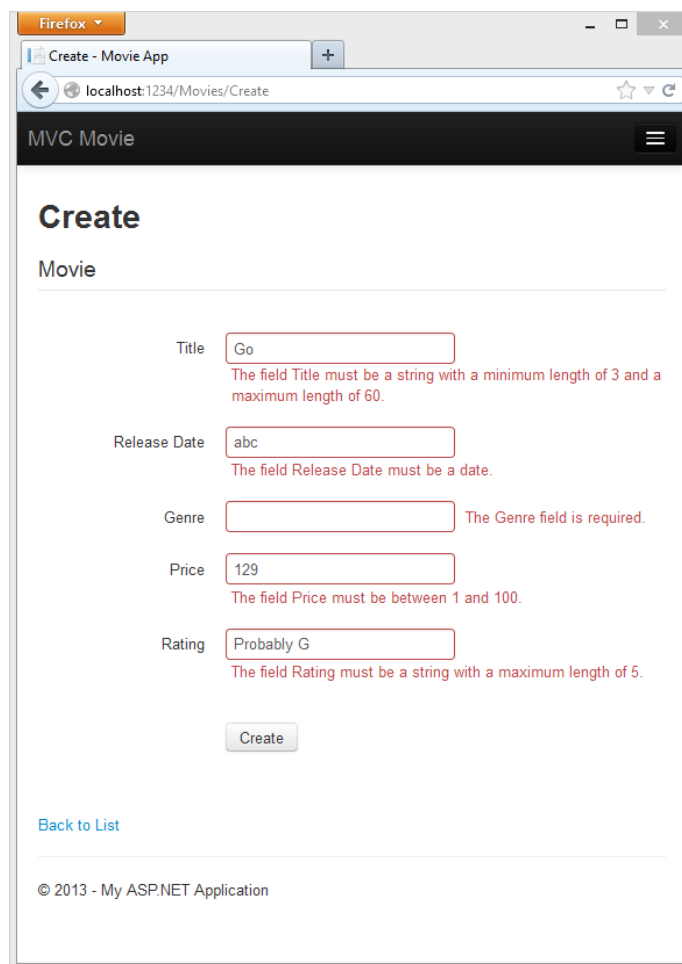 Firefox
Create - Movie App
localhost:1234/Movies/Create
MVC Movie
Create
Movie
Title Go
The field Title must be a string with a minimum length of 3 and a
maximum length of 60.
Release Date abc
The field Release Date must be a date.
Genre The Genre field is required.
Price 129
The field Price must be between 1 and 100.
Rating Probably G
The field Rating must be a string with a maximum length of 5.
Create
Back to List
© 2013 - My ASP.NET Application